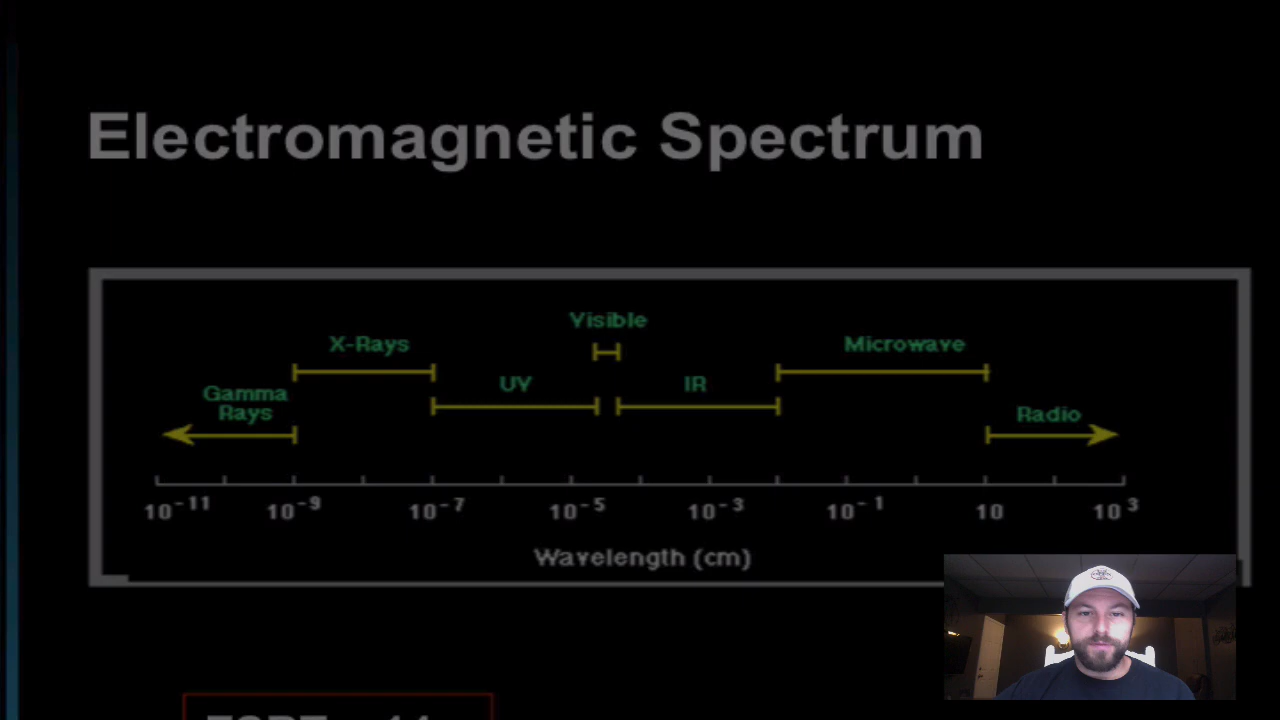 Electromagnetic Spectrum
Visible
X-Rays
Microwave
UV
IR
Gamma
Rays
Radio
10⁻¹¹ 10⁻⁹ 10⁻⁷ 10⁻⁵ 10⁻³ 10⁻¹ 10 10³
Wavelength (cm)